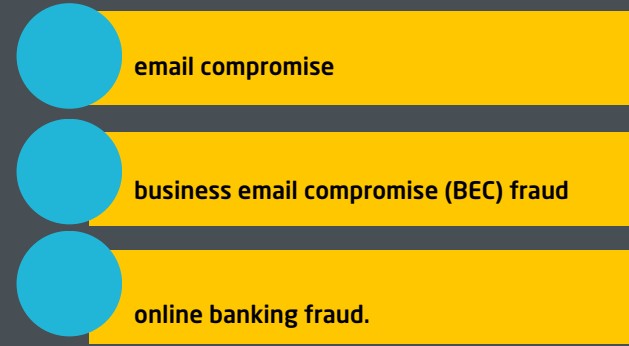 email compromise
business email compromise (BEC) fraud
online banking fraud.